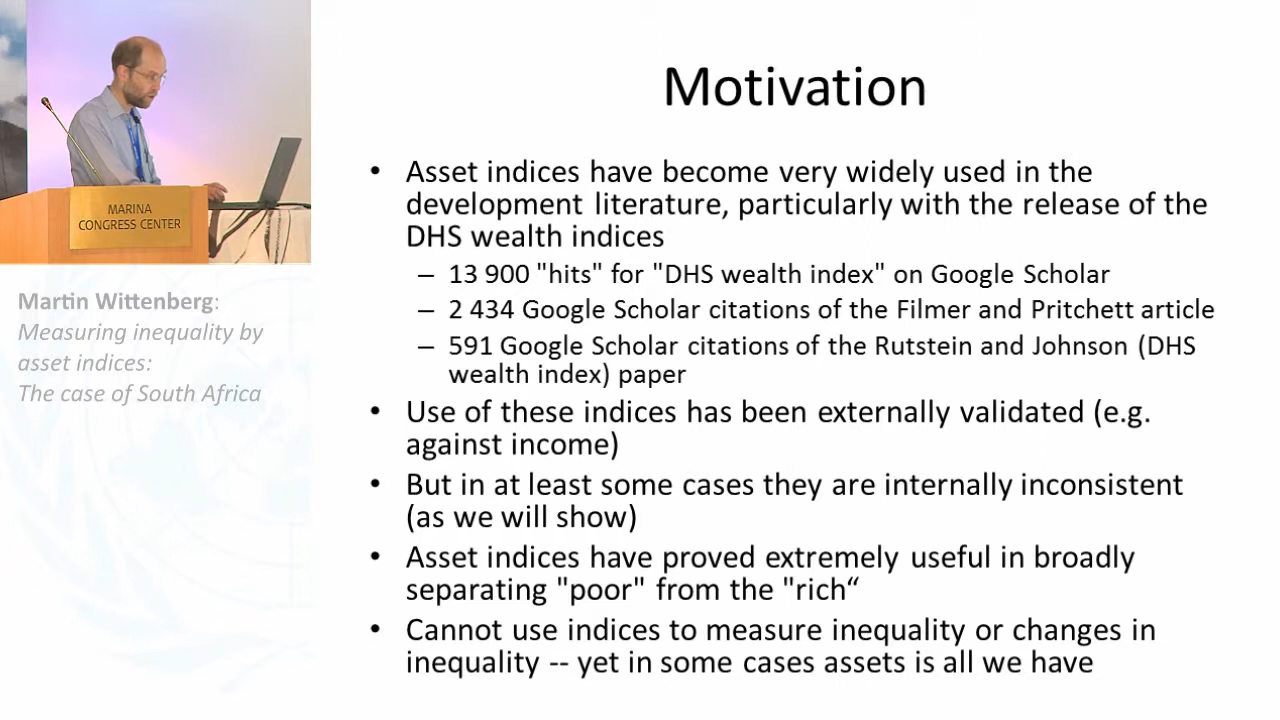 MARINA
CONGRESS CENTER
Martin Wittenberg:
Measuring inequality by
asset indices:
The case of South Africa
Motivation
• Asset indices have become very widely used in the
development literature, particularly with the release of the
DHS wealth indices
– 13 900 "hits" for "DHS wealth index" on Google Scholar
– 2 434 Google Scholar citations of the Filmer and Pritchett article
– 591 Google Scholar citations of the Rutstein and Johnson (DHS
wealth index) paper
• Use of these indices has been externally validated (e.g.
against income)
• But in at least some cases they are internally inconsistent
(as we will show)
• Asset indices have proved extremely useful in broadly
separating "poor" from the "rich“
• Cannot use indices to measure inequality or changes in
inequality -- yet in some cases assets is all we have